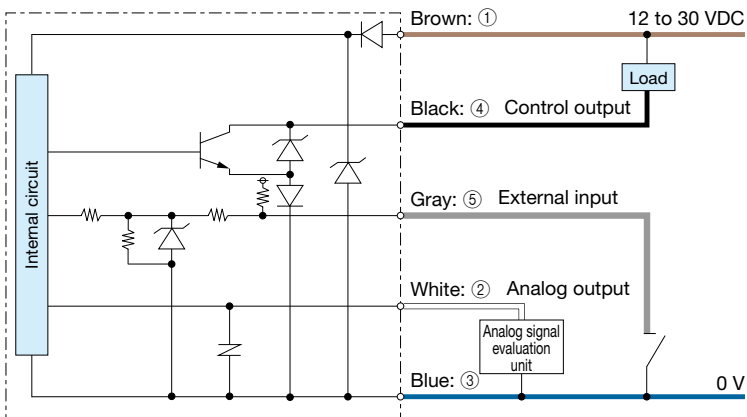 Brown: ① 12 to 30 VDC
Load
Black: ④ Control output
Internal circuit
Gray: ⑤ External input
White: ② Analog output
Analog signal
evaluation
unit
Blue: ③ 0 V